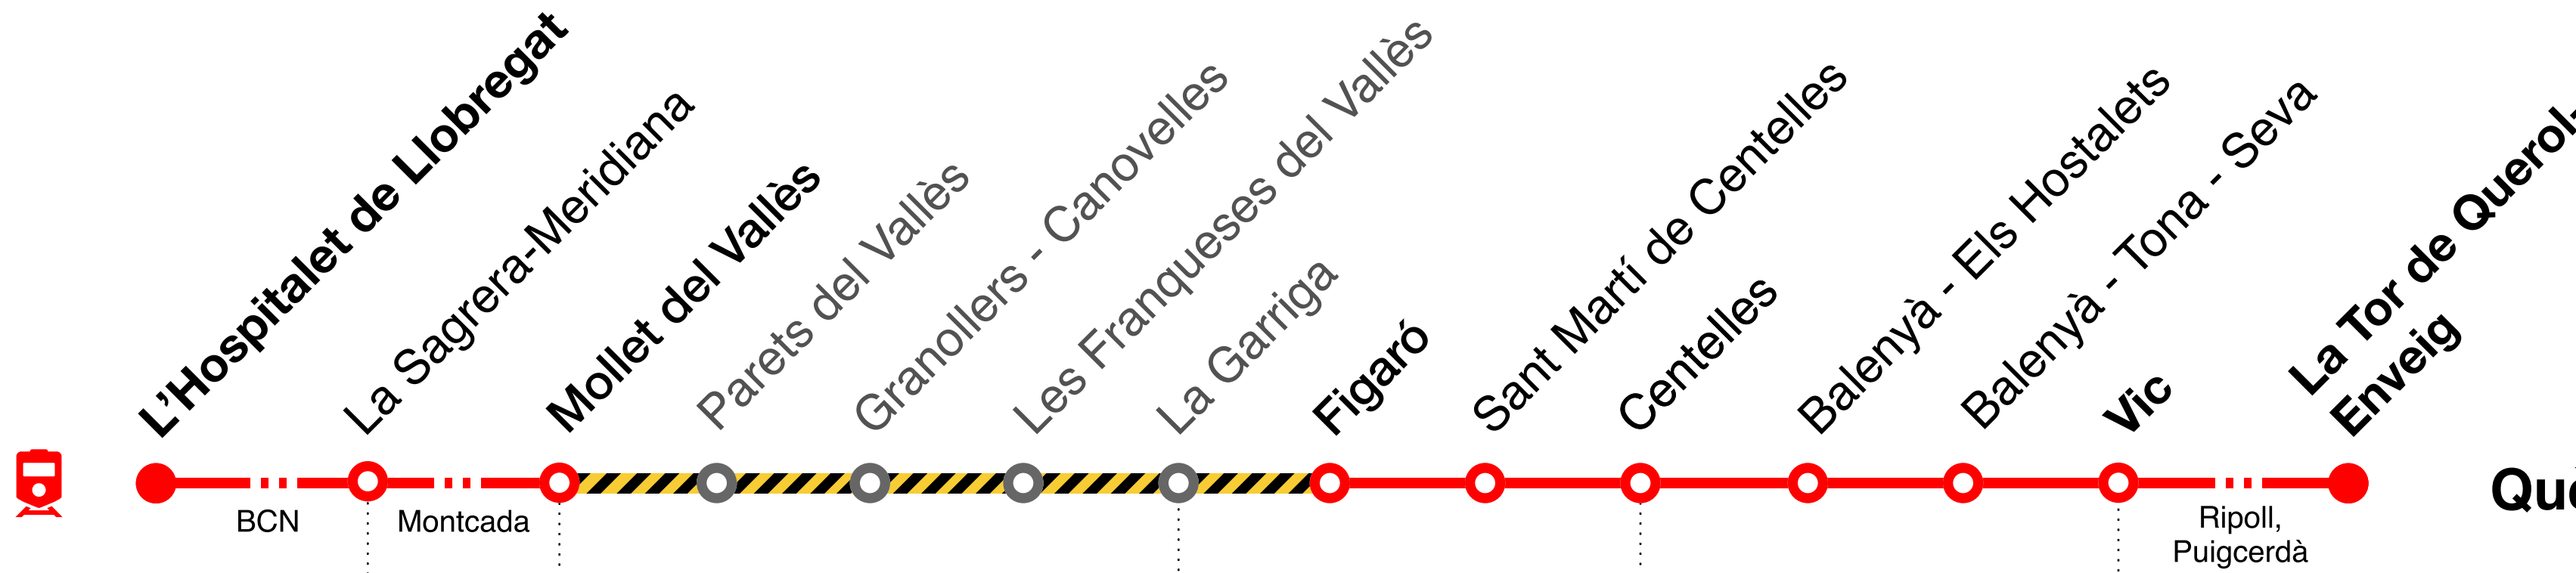 L’Hospitalet de Llobregat
La Sagrera-Meridiana
Mollet del Vallès
Parets del Vallès
Granollers - Canovelles
Les Franqueses del Vallès
La Garriga
Figaró
Sant Martí de Centelles
Centelles
Balenyà - Els Hostalets
Balenyà - Tona - Seva
Vic
La Tor de Querol-
Enveig
BCN
Montcada
Ripoll,
Puigcerdà